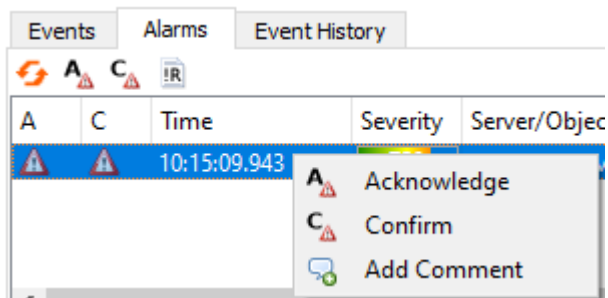 Events Alarms Event History
A C !R
A C Time Severity Server/Objec
10:15:09.943
A Acknowledge
C Confirm
Add Comment